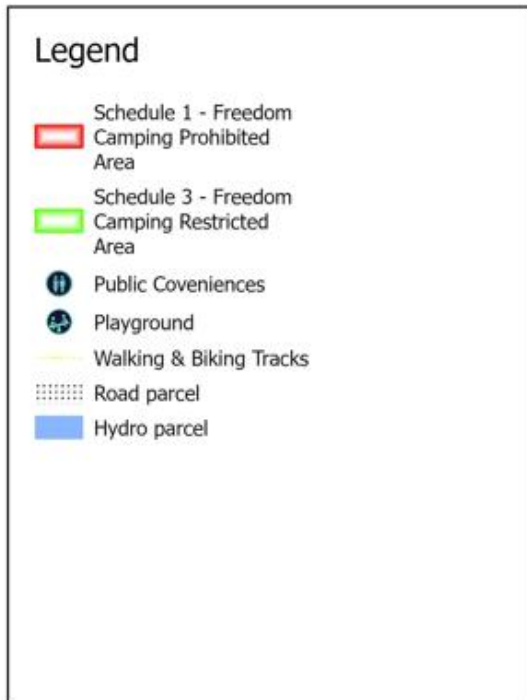 Legend
Schedule 1 - Freedom
Camping Prohibited
Area
Schedule 3 - Freedom
Camping Restricted
Area
Public Coveniences
Playground
Walking & Biking Tracks
Road parcel
Hydro parcel